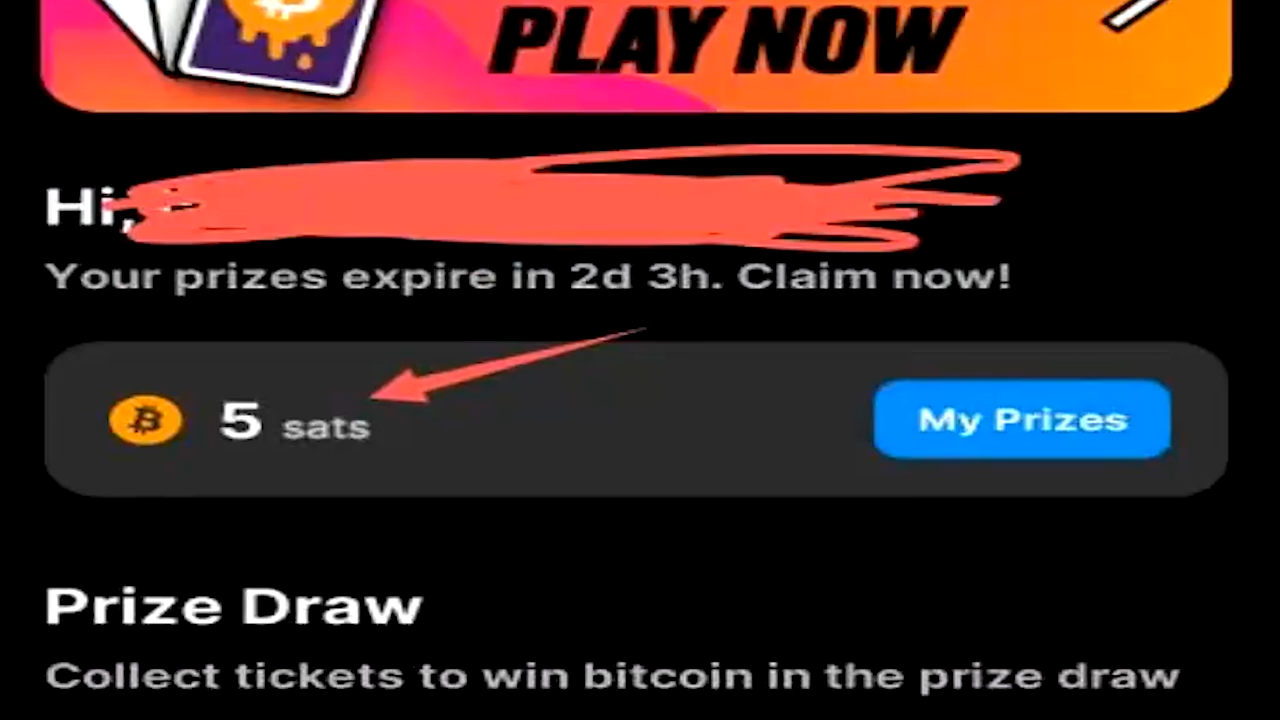 PLAY NOW
Hi,
Your prizes expire in 2d 3h. Claim now!
5 sats
My Prizes
Prize Draw
Collect tickets to win bitcoin in the prize draw